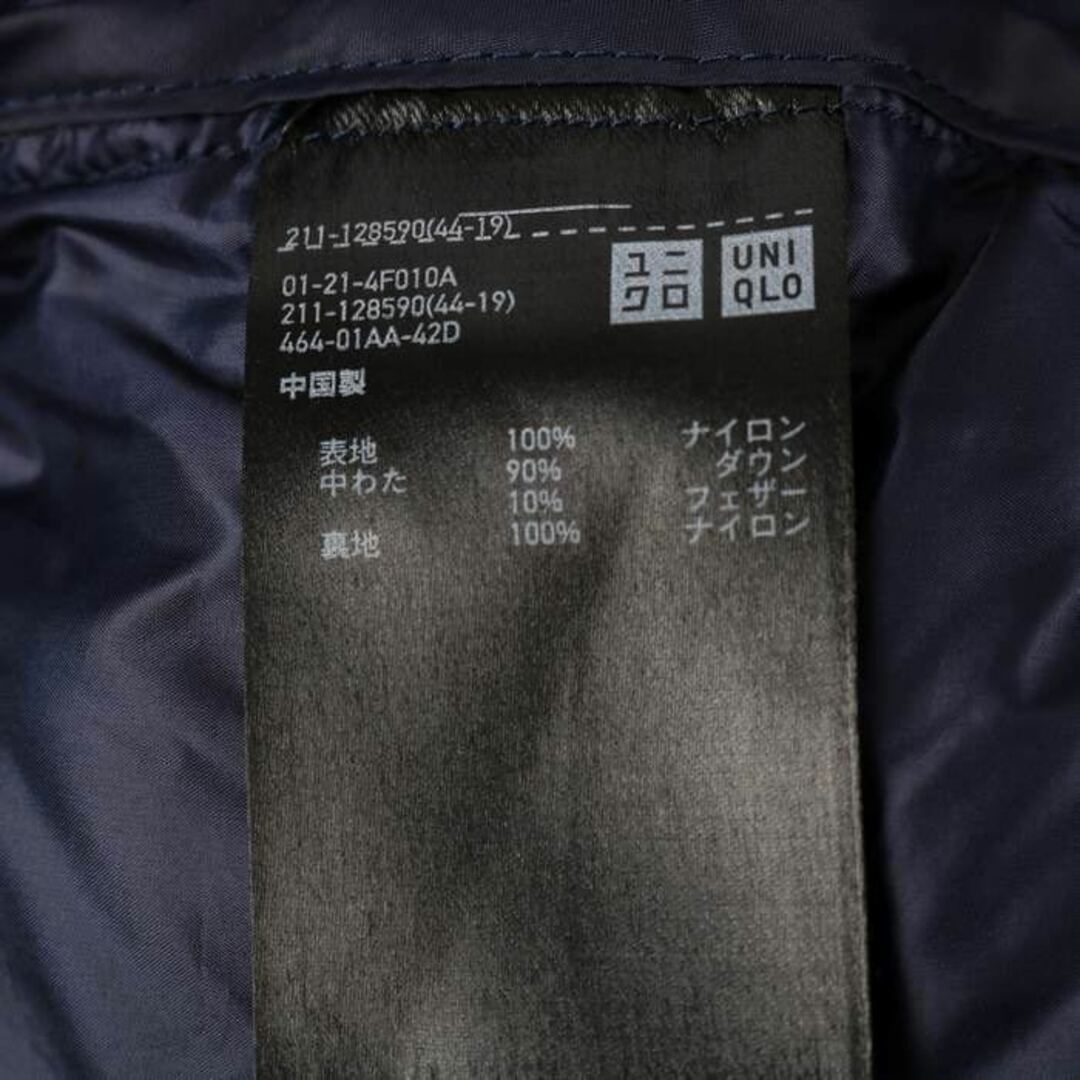 211-128590(44-19)
ユニクロ
UNIQLO
01-21-4F010A
211-128590(44-19)
464-01AA-42D
中国製
表地 100% ナイロン
中わた 90% ダウン
10% フェザー
裏地 100% ナイロン